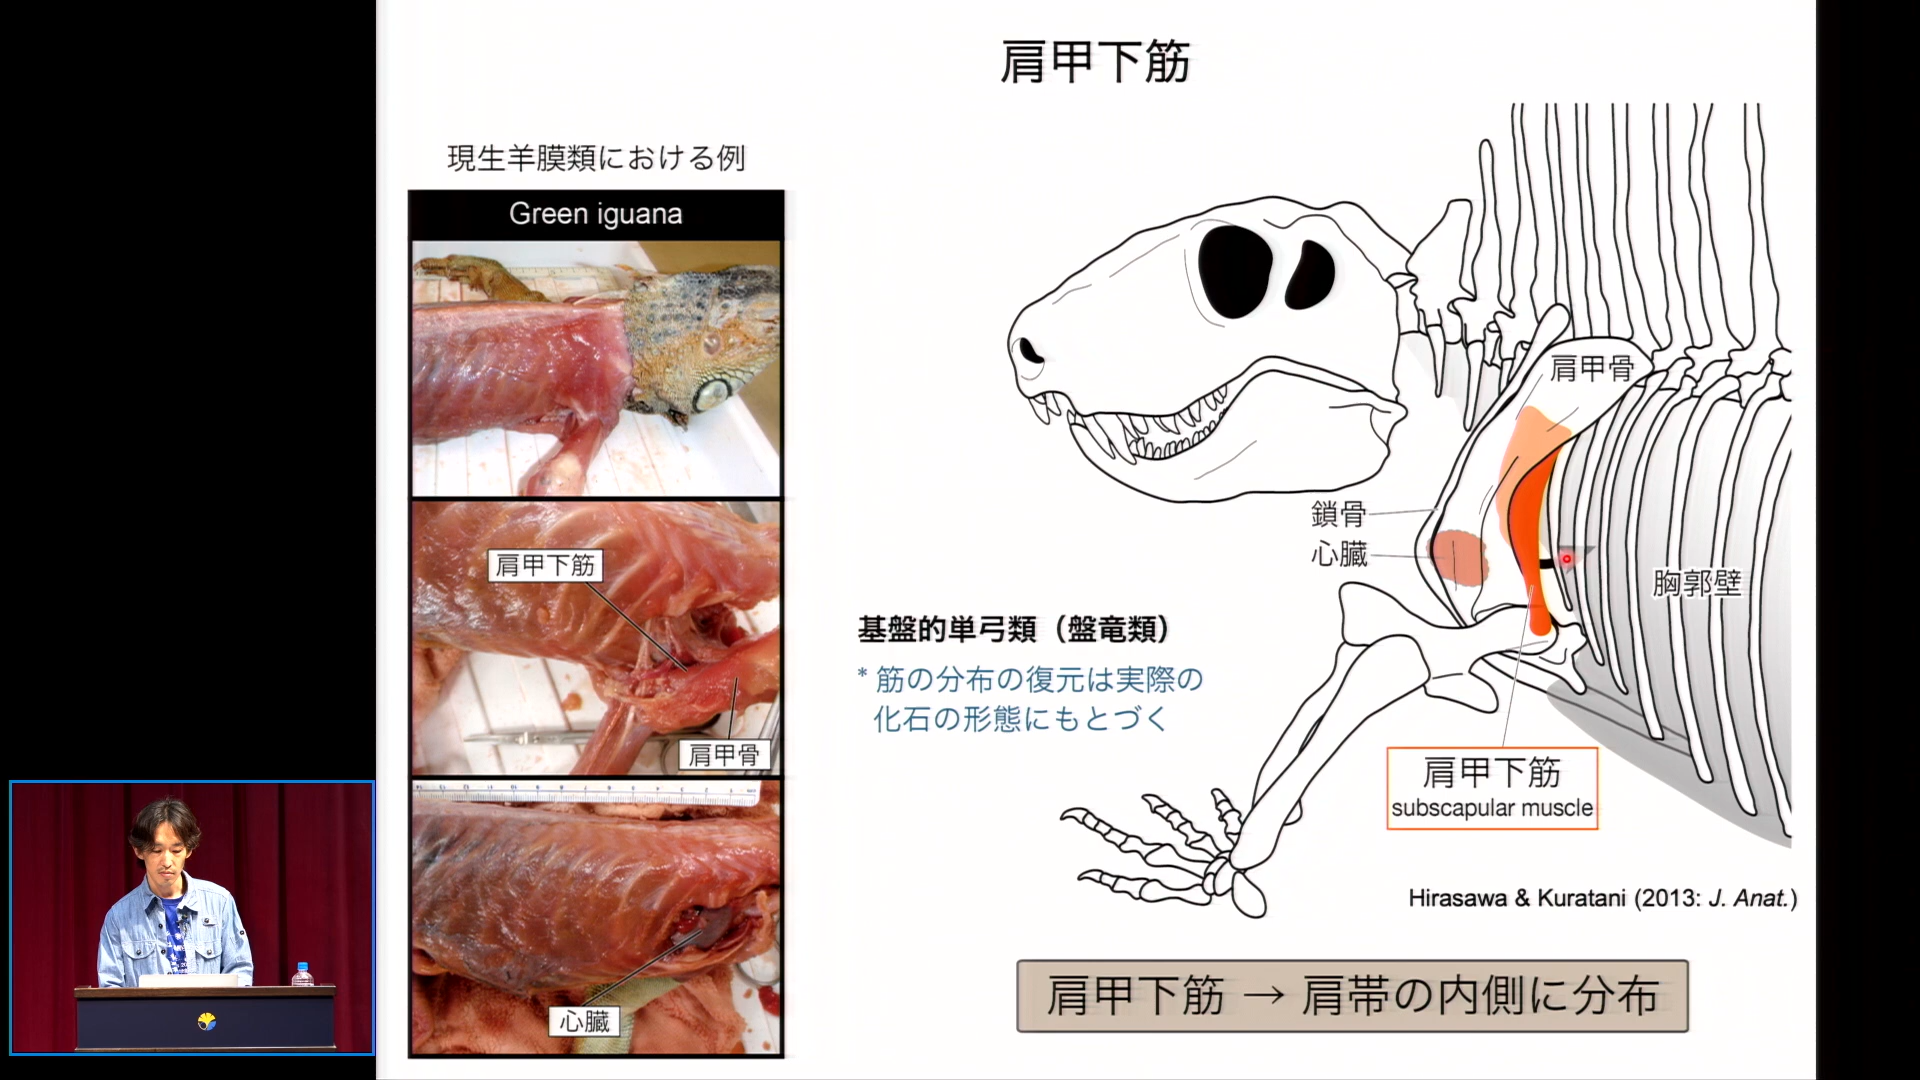 肩甲下筋
現生羊膜類における例
Green iguana
肩甲下筋
肩甲骨
心臓
肩甲骨
鎖骨
心臓
胸郭壁
基盤的単弓類（盤竜類）
* 筋の分布の復元は実際の
化石の形態にもとづく
肩甲下筋
subscapular muscle
Hirasawa & Kuratani (2013: J. Anat.)
肩甲下筋 → 肩帯の内側に分布